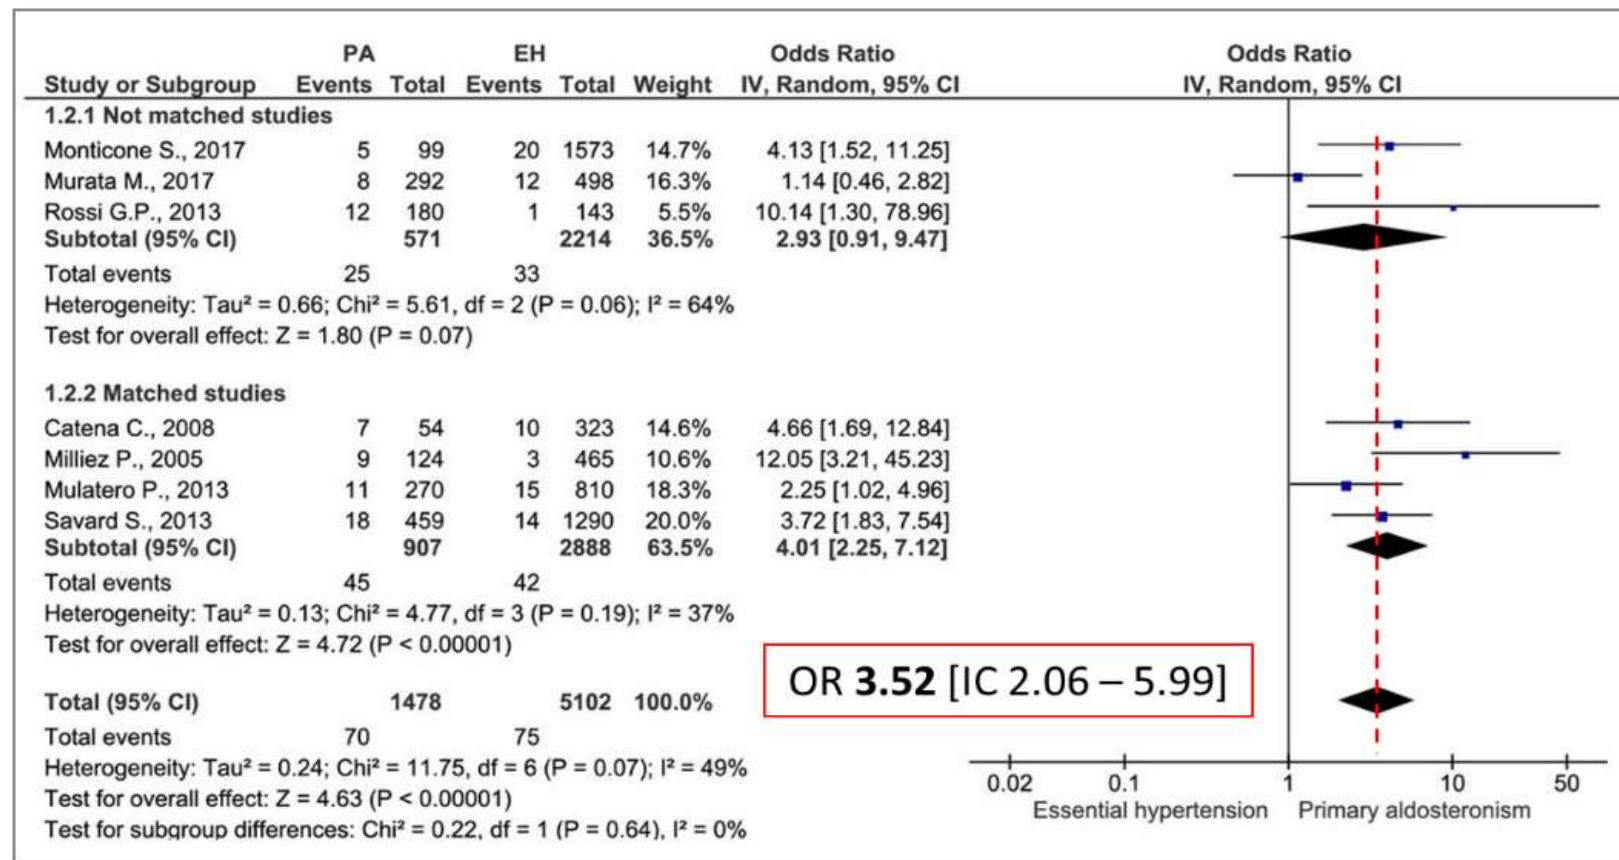 PA EH Odds Ratio Odds Ratio
Study or Subgroup Events Total Events Total Weight IV, Random, 95% CI IV, Random, 95% CI
1.2.1 Not matched studies
Monticone S., 2017 5 99 20 1573 14.7% 4.13 [1.52, 11.25]
Murata M., 2017 8 292 12 498 16.3% 1.14 [0.46, 2.82]
Rossi G.P., 2013 12 180 1 143 5.5% 10.14 [1.30, 78.96]
Subtotal (95% CI) 571 2214 36.5% 2.93 [0.91, 9.47]
Total events 25 33
Heterogeneity: Tau² = 0.66; Chi² = 5.61, df = 2 (P = 0.06); I² = 64%
Test for overall effect: Z = 1.80 (P = 0.07)
1.2.2 Matched studies
Catena C., 2008 7 54 10 323 14.6% 4.66 [1.69, 12.84]
Milliez P., 2005 9 124 3 465 10.6% 12.05 [3.21, 45.23]
Mulatero P., 2013 11 270 15 810 18.3% 2.25 [1.02, 4.96]
Savard S., 2013 18 459 14 1290 20.0% 3.72 [1.83, 7.54]
Subtotal (95% CI) 907 2888 63.5% 4.01 [2.25, 7.12]
Total events 45 42
Heterogeneity: Tau² = 0.13; Chi² = 4.77, df = 3 (P = 0.19); I² = 37%
Test for overall effect: Z = 4.72 (P < 0.00001)
Total (95% CI) 1478 5102 100.0% OR 3.52 [IC 2.06 – 5.99]
Total events 70 75
Heterogeneity: Tau² = 0.24; Chi² = 11.75, df = 6 (P = 0.07); I² = 49%
Test for overall effect: Z = 4.63 (P < 0.00001)
Test for subgroup differences: Chi² = 0.22, df = 1 (P = 0.64), I² = 0%
0.02 0.1 1 10 50
Essential hypertension Primary aldosteronism